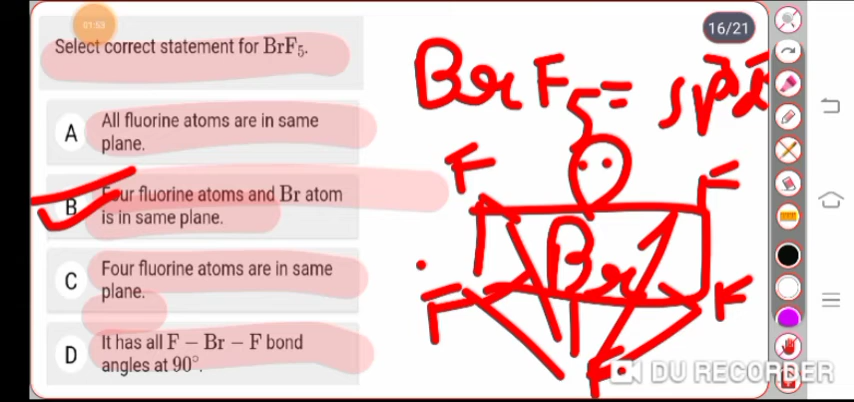 01:53
16/21
Select correct statement for BrF₅.
A All fluorine atoms are in same
plane.
B Four fluorine atoms and Br atom
is in same plane.
C Four fluorine atoms are in same
plane.
D It has all F − Br − F bond
angles at 90°.
BrF₅ = sp³d²
F F
Br
F F
F
DU RECORDER